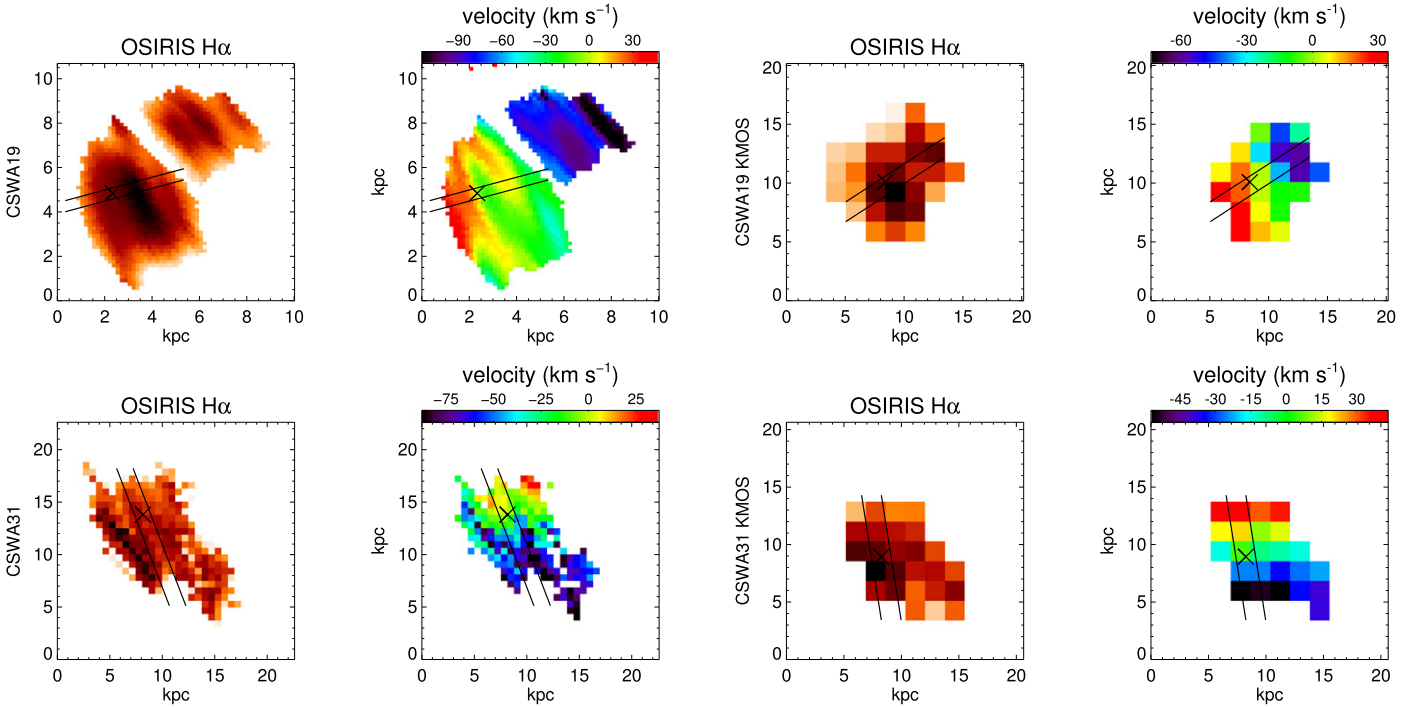 velocity (km s⁻¹)
velocity (km s⁻¹)
OSIRIS Hα
−90 −60 −30 0 30
OSIRIS Hα
-60 -30 0 30
CSWA19
10
8
6
4
2
0
0 2 4 6 8 10
kpc
kpc
10
8
6
4
2
0
0 2 4 6 8 10
kpc
CSWA19 KMOS
20
15
10
5
0
0 5 10 15 20
kpc
kpc
20
15
10
5
0
0 5 10 15 20
kpc
velocity (km s⁻¹)
velocity (km s⁻¹)
OSIRIS Hα
−75 −50 −25 0 25
OSIRIS Hα
-45 -30 -15 0 15 30
CSWA31
20
15
10
5
0
0 5 10 15 20
kpc
kpc
20
15
10
5
0
0 5 10 15 20
kpc
CSWA31 KMOS
20
15
10
5
0
0 5 10 15 20
kpc
kpc
20
15
10
5
0
0 5 10 15 20
kpc